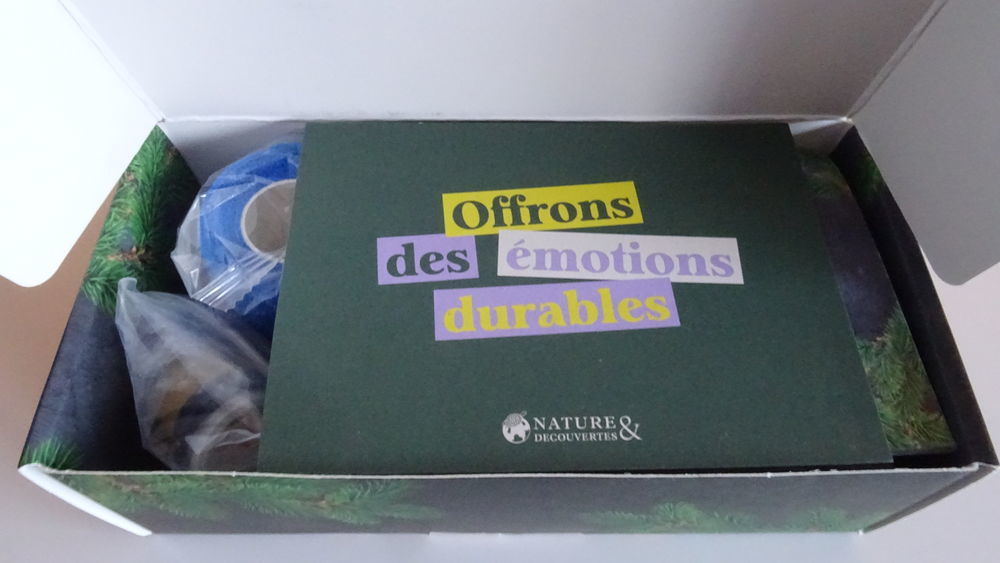 Offrons
des émotions
durables
NATURE &
DECOUVERTES